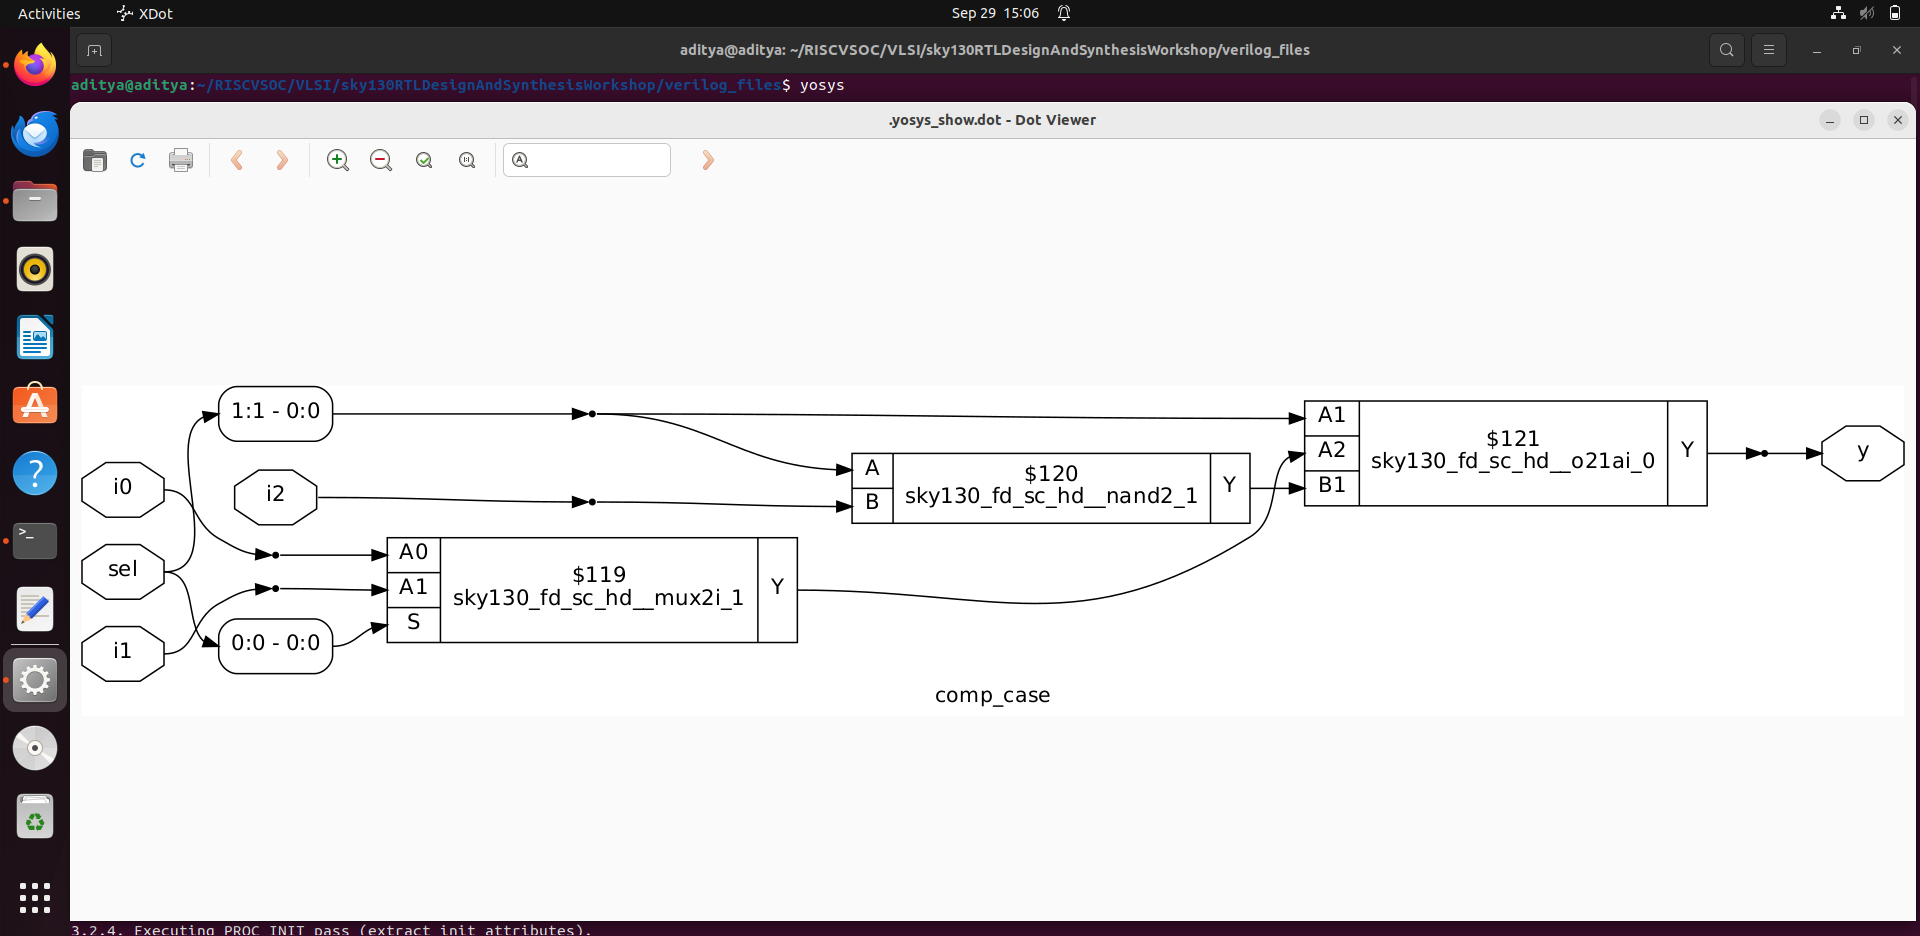 Activities
XDot
Sep 29 15:06
aditya@aditya: ~/RISCVSOC/VLSI/sky130RTLDesignAndSynthesisWorkshop/verilog_files
aditya@aditya:~/RISCVSOC/VLSI/sky130RTLDesignAndSynthesisWorkshop/verilog_files$ yosys
.yosys_show.dot - Dot Viewer
1:1 - 0:0
i0
i2
sel
i1
0:0 - 0:0
A0
A1
S
$119
sky130_fd_sc_hd__mux2i_1
Y
A
B
$120
sky130_fd_sc_hd__nand2_1
Y
A1
A2
B1
$121
sky130_fd_sc_hd__o21ai_0
Y
y
comp_case
3.2.4. Executing PROC_INIT pass (extract init attributes).